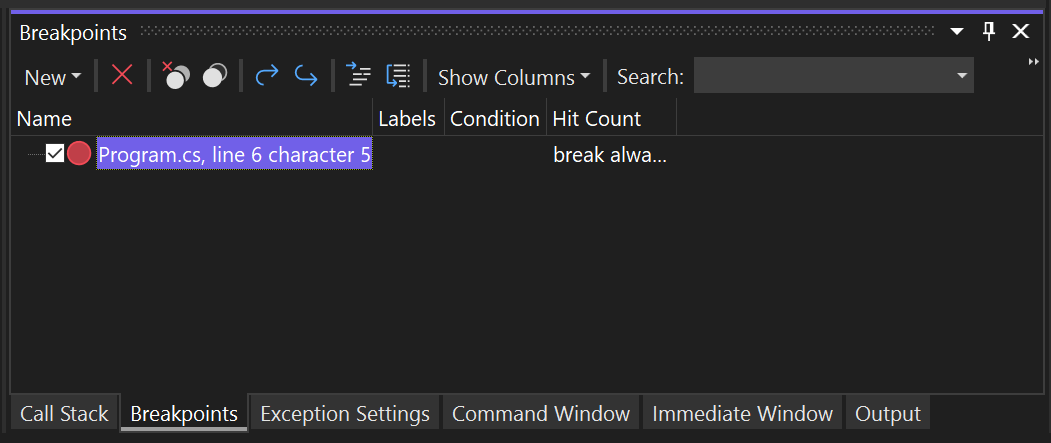 Breakpoints
New Show Columns Search:
Name Labels Condition Hit Count
Program.cs, line 6 character 5 break alwa...
Call Stack Breakpoints Exception Settings Command Window Immediate Window Output